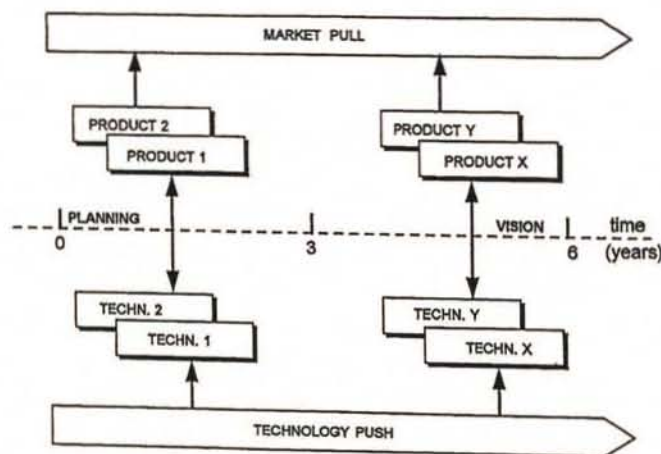 MARKET PULL
PRODUCT 2
PRODUCT 1
PRODUCT Y
PRODUCT X
PLANNING
VISION
time
0
3
6
(years)
TECHN. 2
TECHN. 1
TECHN. Y
TECHN. X
TECHNOLOGY PUSH